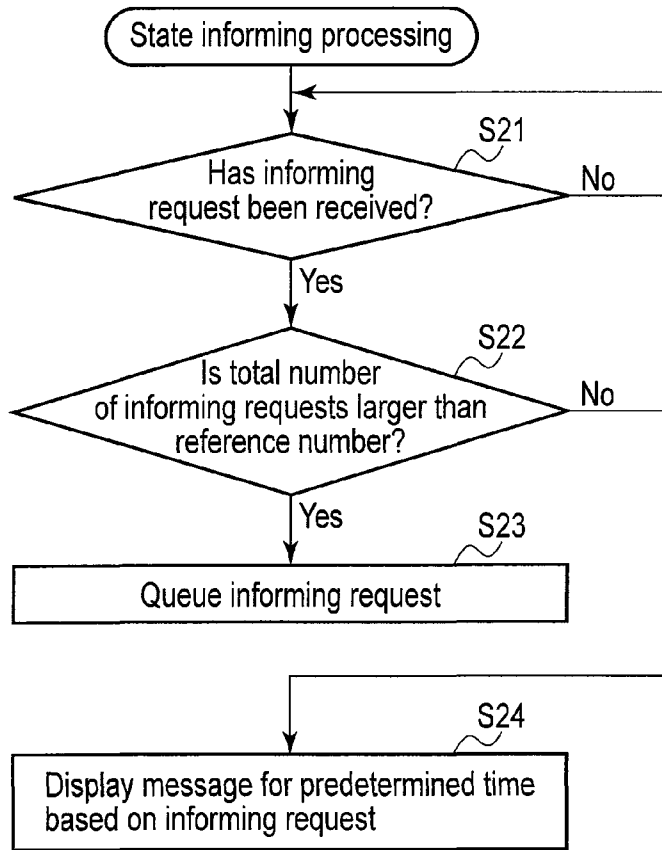 State informing processing
S21
Has informing
request been received?
No
Yes
S22
Is total number
of informing requests larger than
reference number?
No
Yes
S23
Queue informing request
S24
Display message for predetermined time
based on informing request